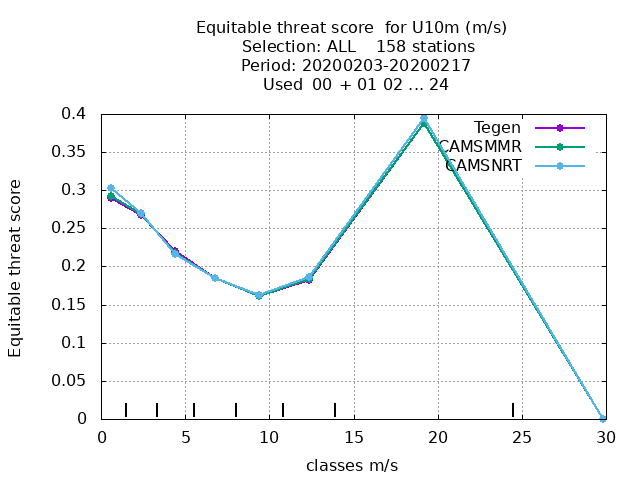 Equitable threat score  for U10m (m/s)
Selection: ALL    158 stations
Period: 20200203-20200217
Used  00 + 01 02 ... 24
Equitable threat score
0.4
0.35
0.3
0.25
0.2
0.15
0.1
0.05
0
Tegen
CAMSMMR
CAMSNRT
0 5 10 15 20 25 30
classes m/s